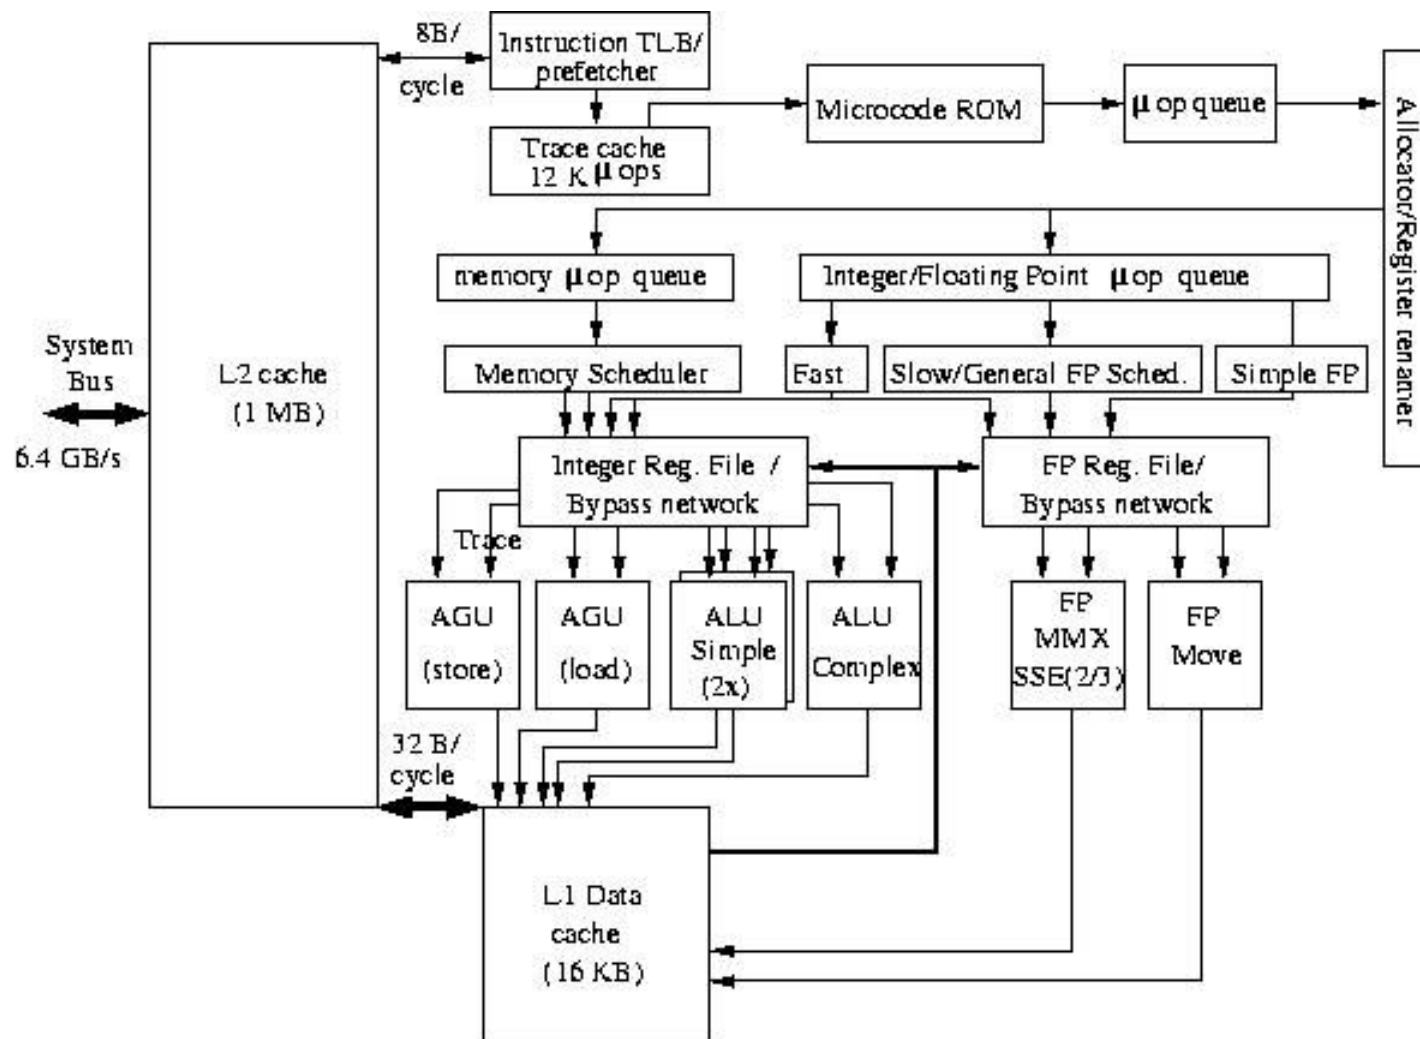 8B/
cycle
Instruction TLB/
prefetcher
Microcode ROM
μop queue
Trace cache
12 K μops
Allocator/Register renamer
memory μop queue
Integer/Floating Point μop queue
System
Bus
6.4 GB/s
L2 cache
(1 MB)
Memory Scheduler
Fast
Slow/General FP Sched.
Simple FP
Integer Reg. File /
Bypass network
FP Reg. File/
Bypass network
Trace
AGU
(store)
AGU
(load)
ALU
Simple
(2x)
ALU
Complex
FP
MMX
SSE(2/3)
FP
Move
32 B/
cycle
L1 Data
cache
(16 KB)